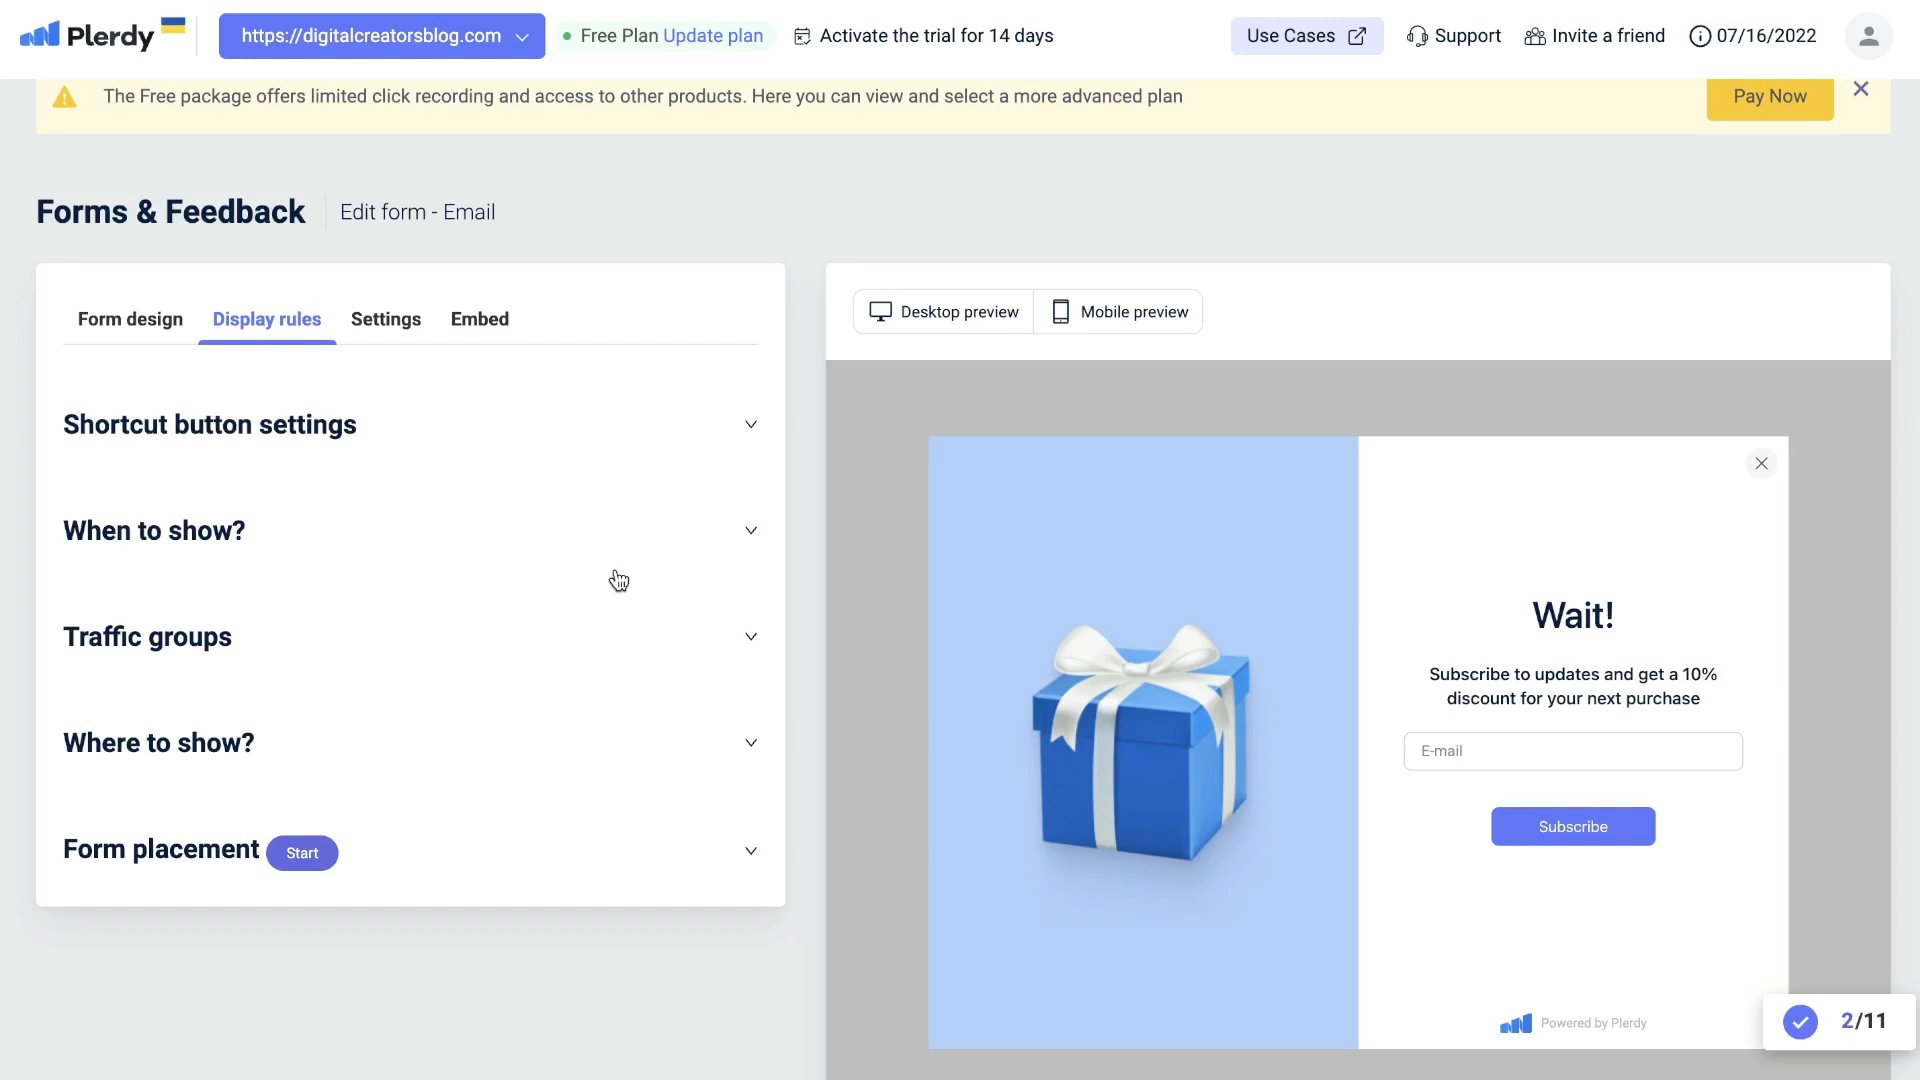 Plerdy
https://digitalcreatorsblog.com
Free Plan Update plan
Activate the trial for 14 days
Use Cases
Support
Invite a friend
07/16/2022
The Free package offers limited click recording and access to other products. Here you can view and select a more advanced plan
Pay Now
Forms & Feedback
Edit form - Email
Form design
Display rules
Settings
Embed
Desktop preview
Mobile preview
Shortcut button settings
When to show?
Traffic groups
Where to show?
Form placement
Start
Wait!
Subscribe to updates and get a 10%
discount for your next purchase
E-mail
Subscribe
Powered by Plerdy
2/11